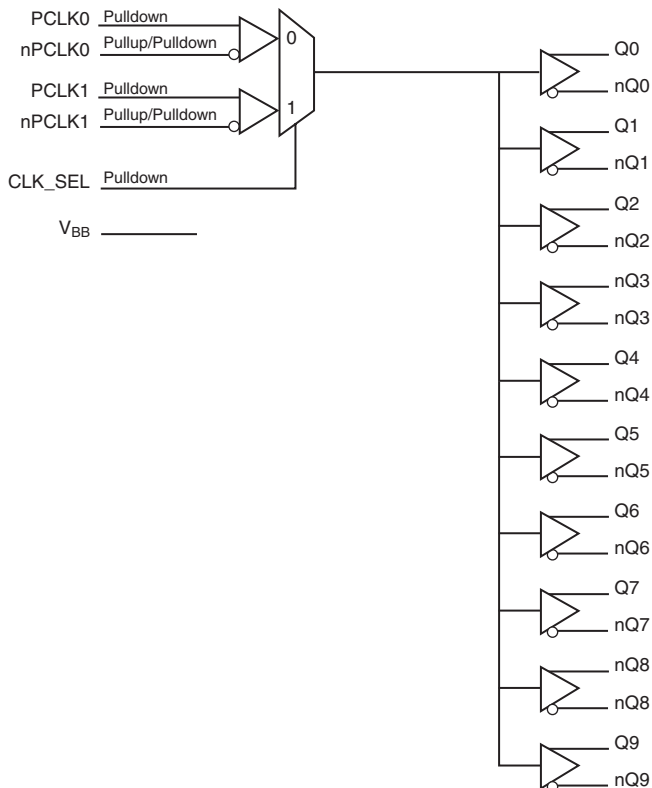 PCLK0 Pulldown
nPCLK0 Pullup/Pulldown
0
PCLK1 Pulldown
nPCLK1 Pullup/Pulldown
1
CLK_SEL Pulldown
VBB
Q0
nQ0
Q1
nQ1
Q2
nQ2
nQ3
nQ3
Q4
nQ4
Q5
nQ5
Q6
nQ6
Q7
nQ7
nQ8
nQ8
Q9
nQ9